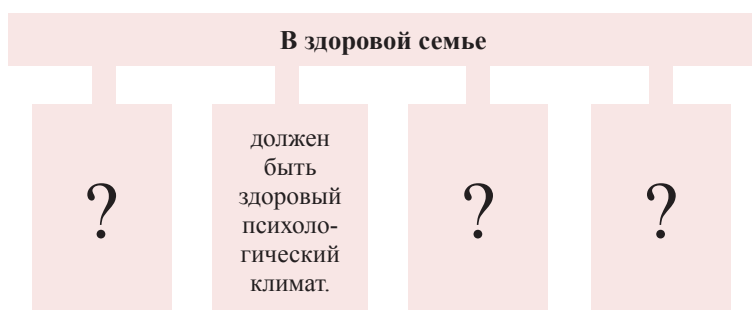 В здоровой семье
?
должен
быть
здоровый
психоло-
гический
климат.
?
?